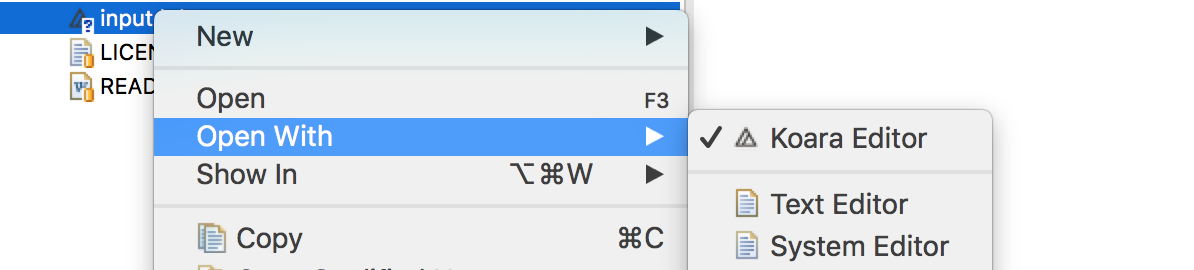 input
New
LICEN
Open F3
READ
Open With ▶
✓ Koara Editor
Show In ⌥⌘W ▶
Text Editor
Copy ⌘C
System Editor